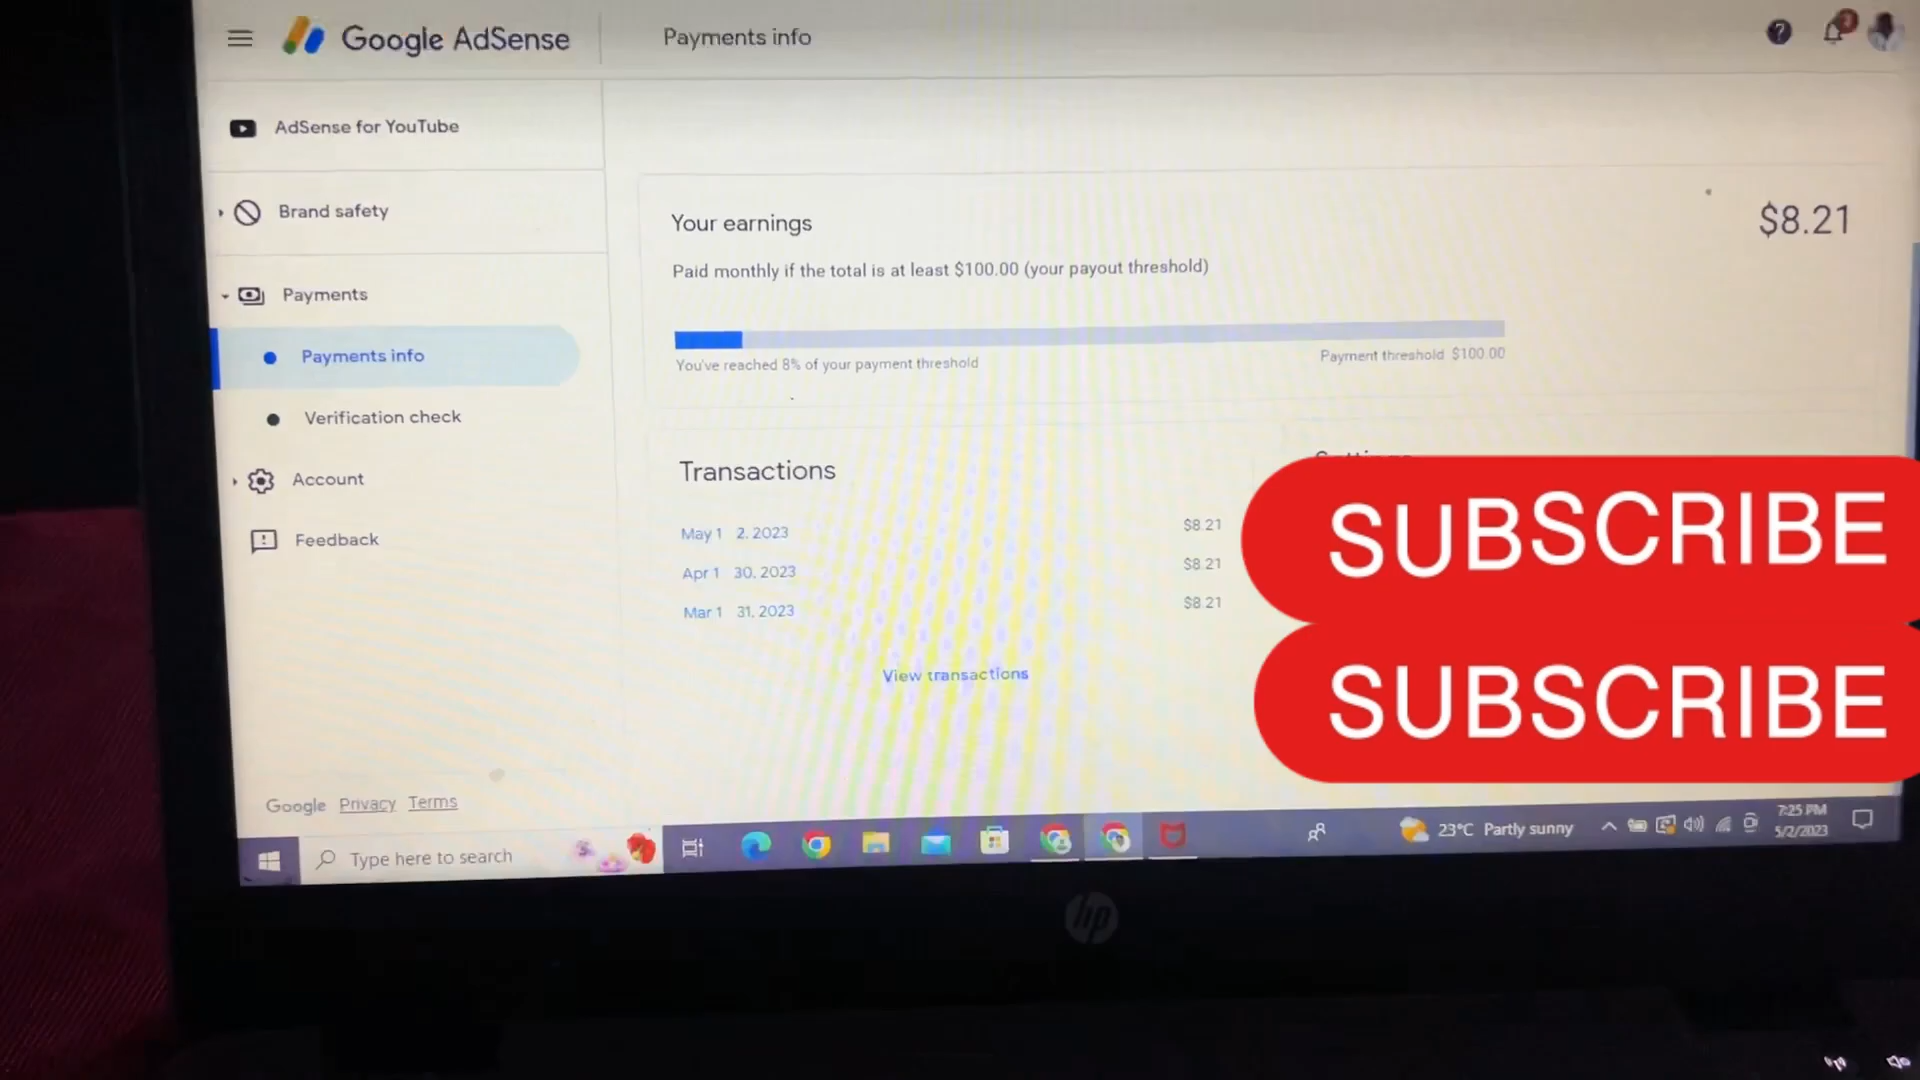 Google AdSense
Payments info
AdSense for YouTube
Brand safety
Payments
Payments info
Verification check
Account
Feedback
Google Privacy Terms
Your earnings
$8.21
Paid monthly if the total is at least $100.00 (your payout threshold)
You've reached 8% of your payment threshold
Payment threshold $100.00
Transactions
May 1 2, 2023 $8.21
Apr 1 30, 2023 $8.21
Mar 1 31, 2023 $8.21
View transactions
SUBSCRIBE
SUBSCRIBE
Type here to search
23°C Partly sunny
7:25 PM
5/2/2023
hp